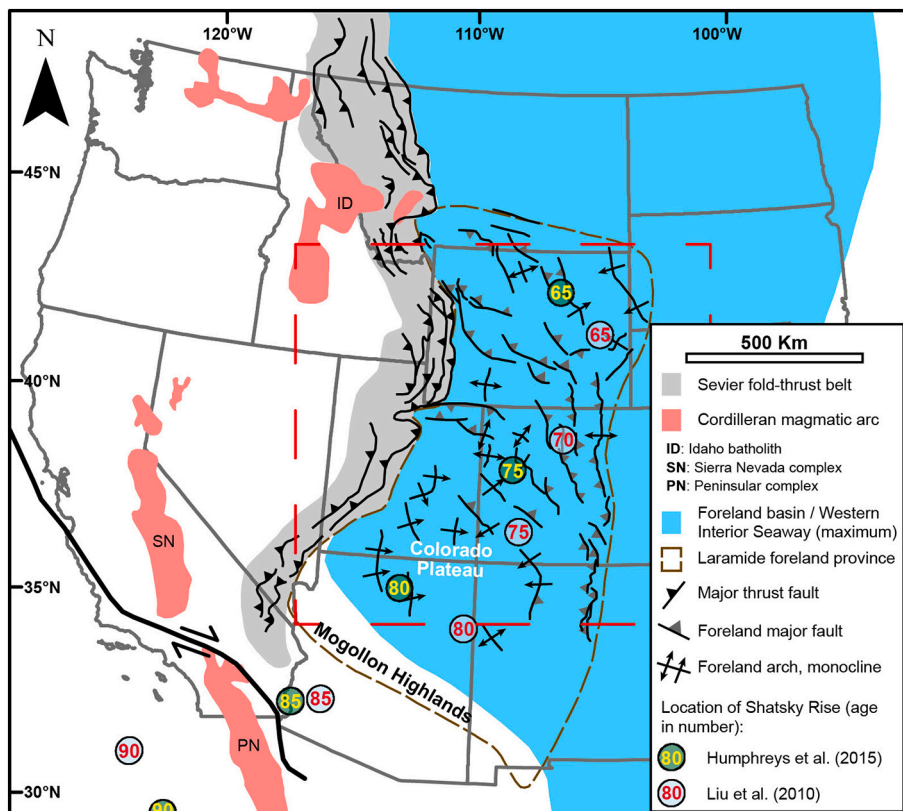 N
120°W
110°W
100°W
45°N
40°N
35°N
30°N
ID
SN
PN
65
65
70
75
75
80
80
85
85
90
90
Colorado
Plateau
Mogollon Highlands
500 Km
Sevier fold-thrust belt
Cordilleran magmatic arc
ID: Idaho batholith
SN: Sierra Nevada complex
PN: Peninsular complex
Foreland basin / Western
Interior Seaway (maximum)
Laramide foreland province
Major thrust fault
Foreland major fault
Foreland arch, monocline
Location of Shatsky Rise (age
in number):
80
Humphreys et al. (2015)
80
Liu et al. (2010)